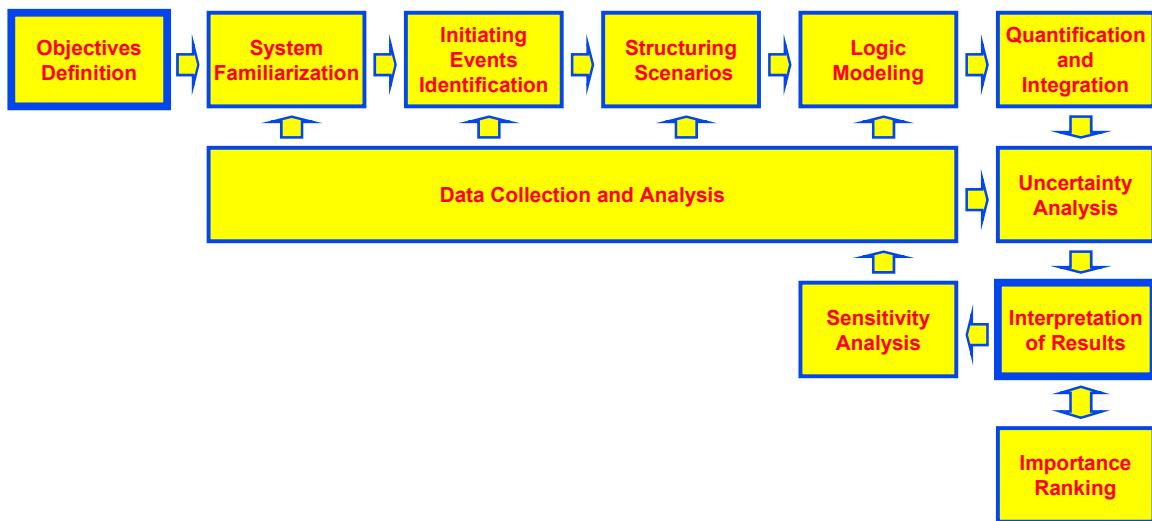 Objectives
Definition
System
Familiarization
Initiating
Events
Identification
Structuring
Scenarios
Logic
Modeling
Quantification
and
Integration
Data Collection and Analysis
Uncertainty
Analysis
Sensitivity
Analysis
Interpretation
of Results
Importance
Ranking